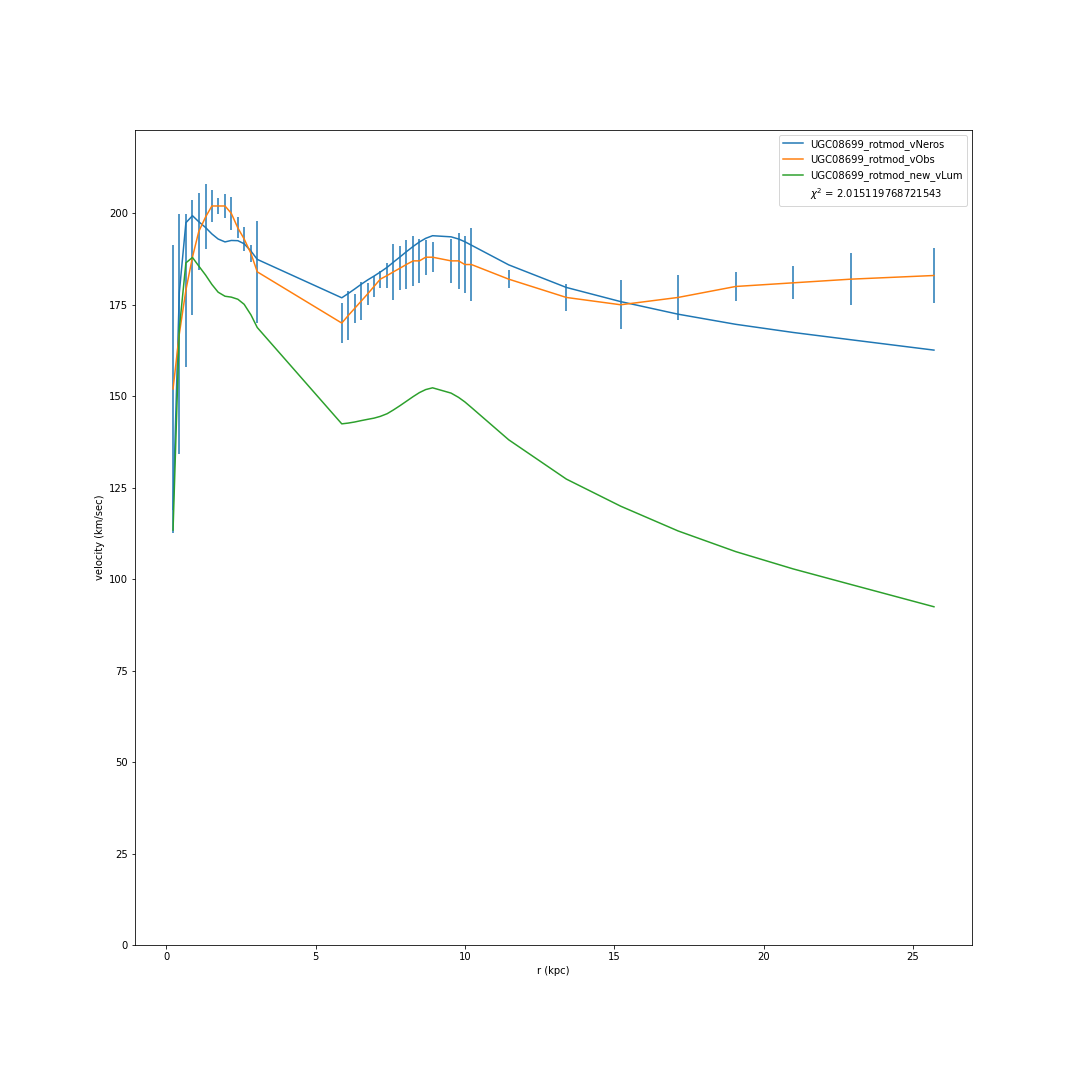 UGC08699_rotmod_vNeros
UGC08699_rotmod_vObs
UGC08699_rotmod_new_vLum
χ² = 2.015119768721543
200
175
150
125
100
75
50
25
0
velocity (km/sec)
0 5 10 15 20 25
r (kpc)